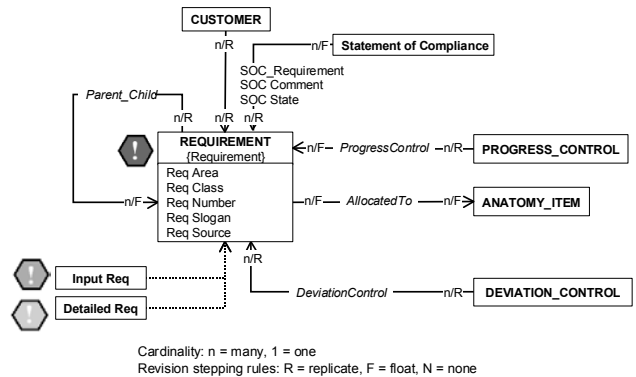 CUSTOMER
n/R
n/F
Statement of Compliance
SOC_Requirement
SOC Comment
SOC State
Parent_Child
n/R
n/R
n/R
!
REQUIREMENT
{Requirement}
n/F
ProgressControl
n/R
PROGRESS_CONTROL
Req Area
Req Class
Req Number
Req Slogan
Req Source
n/F
n/F
AllocatedTo
n/F
ANATOMY_ITEM
!
Input Req
n/R
!
Detailed Req
DeviationControl
n/R
DEVIATION_CONTROL
Cardinality: n = many, 1 = one
Revision stepping rules: R = replicate, F = float, N = none